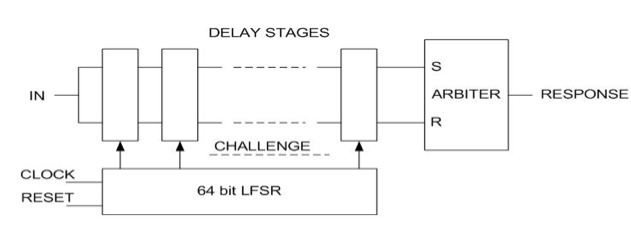 DELAY STAGES
S
IN
ARBITER
RESPONSE
R
CHALLENGE
CLOCK
64 bit LFSR
RESET